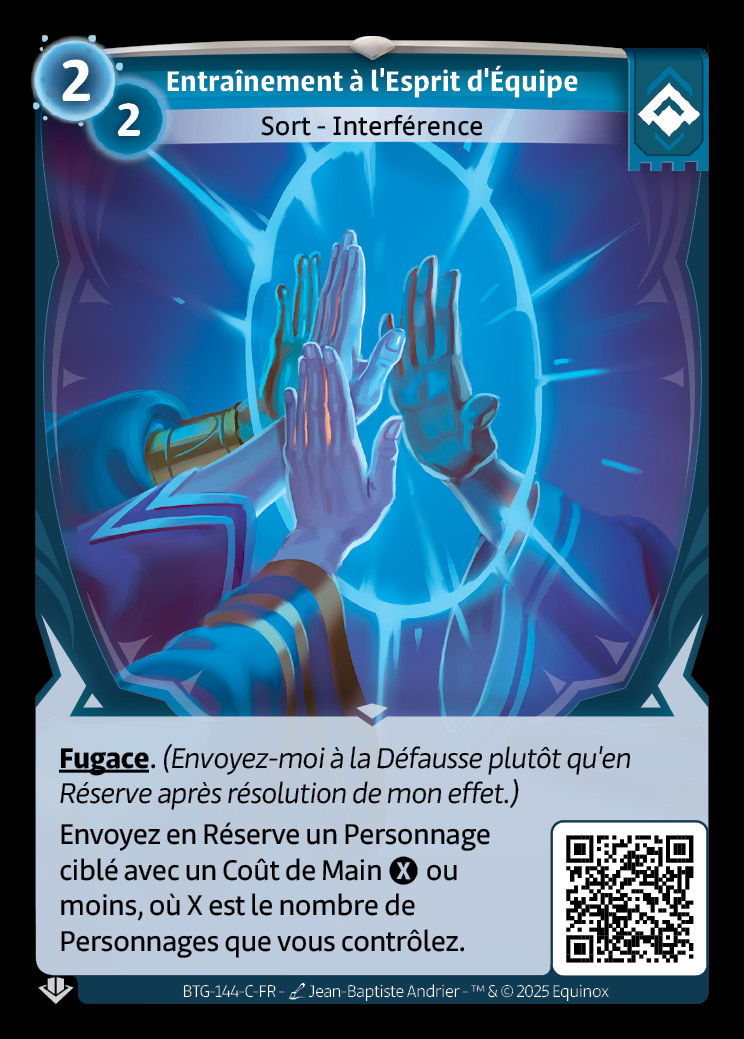 2
Entraînement à l'Esprit d'Équipe
2
Sort - Interférence
Fugace. (Envoyez-moi à la Défausse plutôt qu'en
Réserve après résolution de mon effet.)
Envoyez en Réserve un Personnage
ciblé avec un Coût de Main X ou
moins, où X est le nombre de
Personnages que vous contrôlez.
BTG-144-C-FR - Jean-Baptiste Andrier - ™ & © 2025 Equinox